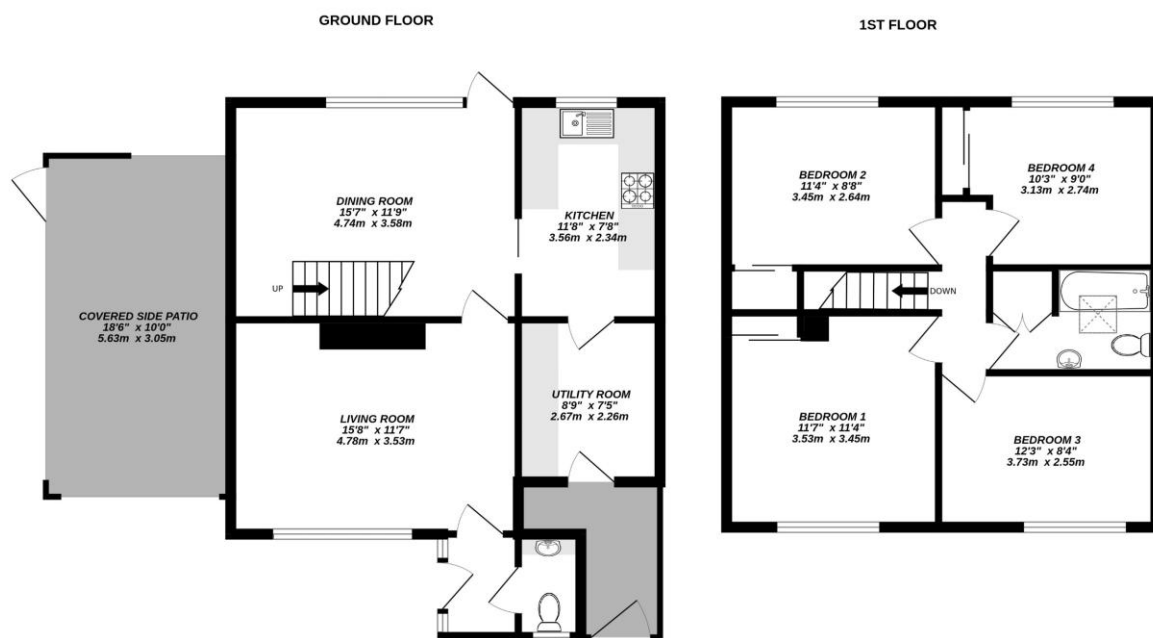 GROUND FLOOR
1ST FLOOR
DINING ROOM
15'7" x 11'9"
4.74m x 3.58m
KITCHEN
11'8" x 7'8"
3.56m x 2.34m
UP
COVERED SIDE PATIO
18'6" x 10'0"
5.63m x 3.05m
LIVING ROOM
15'8" x 11'7"
4.78m x 3.53m
UTILITY ROOM
8'9" x 7'5"
2.67m x 2.26m
BEDROOM 2
11'4" x 8'8"
3.45m x 2.64m
BEDROOM 4
10'3" x 9'0"
3.13m x 2.74m
DOWN
BEDROOM 1
11'7" x 11'4"
3.53m x 3.45m
BEDROOM 3
12'3" x 8'4"
3.73m x 2.55m